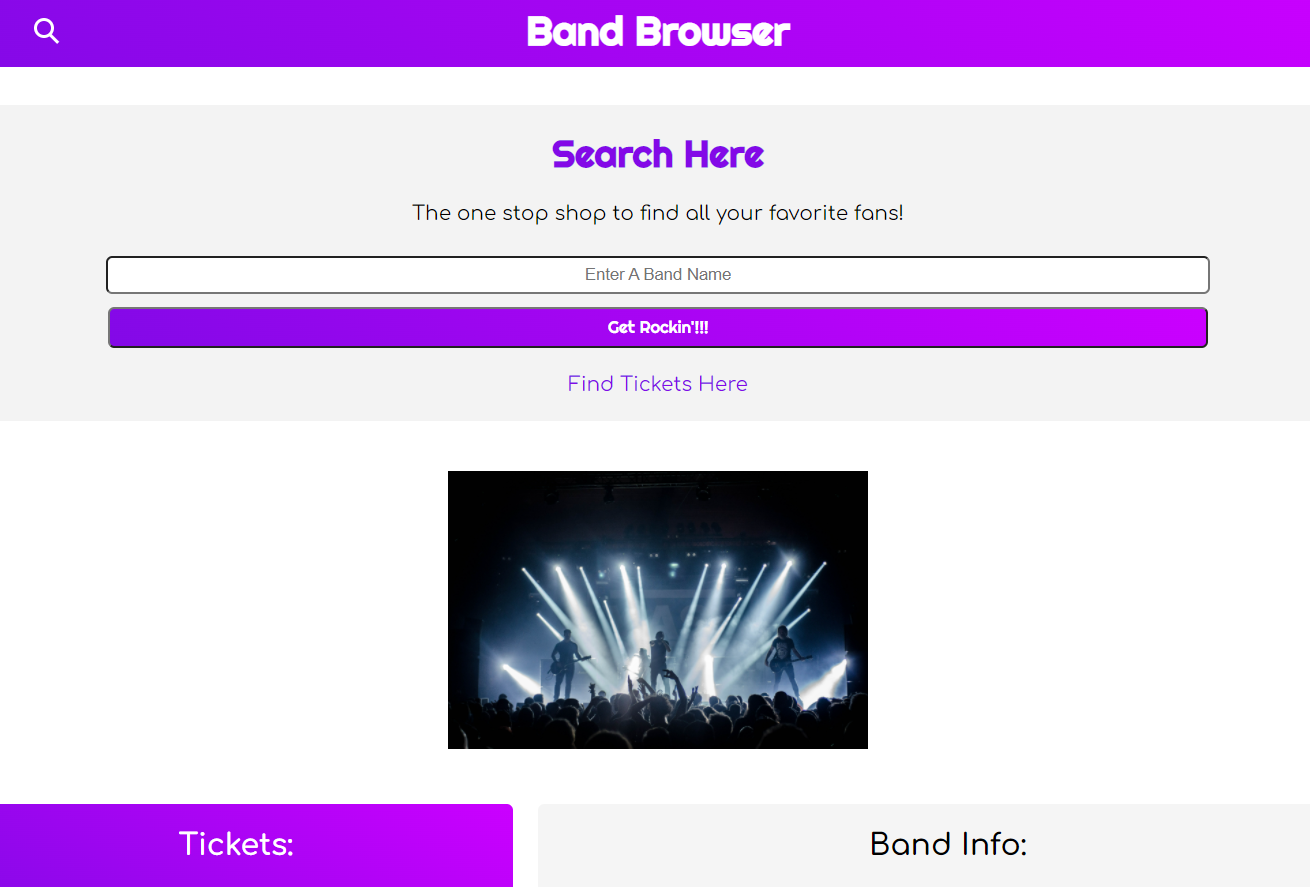 Band Browser
Search Here
The one stop shop to find all your favorite fans!
Enter A Band Name
Get Rockin'!!!
Find Tickets Here
Tickets:
Band Info: